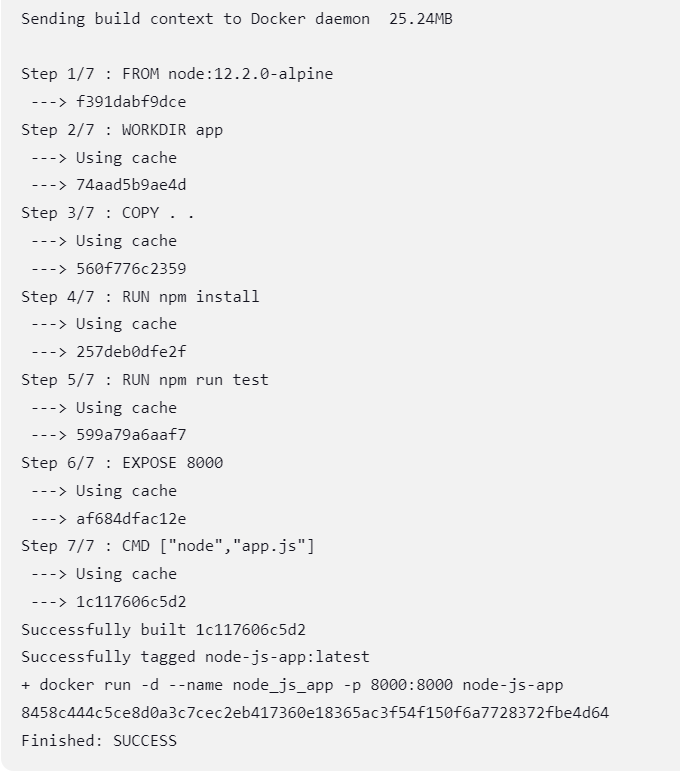 Sending build context to Docker daemon  25.24MB
Step 1/7 : FROM node:12.2.0-alpine
 ---> f391dabf9dce
Step 2/7 : WORKDIR app
 ---> Using cache
 ---> 74aad5b9ae4d
Step 3/7 : COPY . .
 ---> Using cache
 ---> 560f776c2359
Step 4/7 : RUN npm install
 ---> Using cache
 ---> 257deb0dfe2f
Step 5/7 : RUN npm run test
 ---> Using cache
 ---> 599a79a6aaf7
Step 6/7 : EXPOSE 8000
 ---> Using cache
 ---> af684dfac12e
Step 7/7 : CMD ["node","app.js"]
 ---> Using cache
 ---> 1c117606c5d2
Successfully built 1c117606c5d2
Successfully tagged node-js-app:latest
+ docker run -d --name node_js_app -p 8000:8000 node-js-app
8458c444c5ce8d0a3c7cec2eb417360e18365ac3f54f150f6a7728372fbe4d64
Finished: SUCCESS